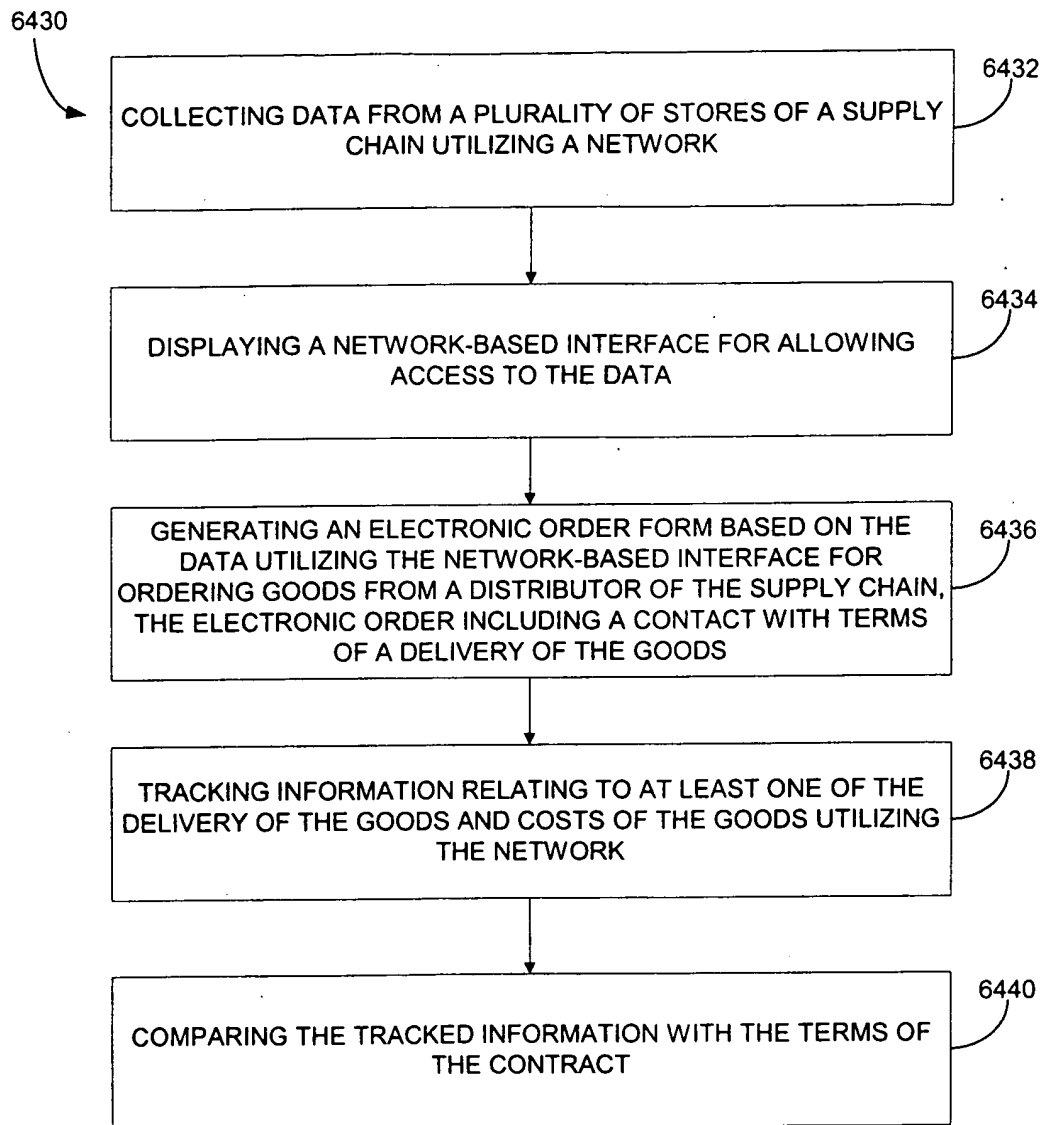 6430
6432
COLLECTING DATA FROM A PLURALITY OF STORES OF A SUPPLY
CHAIN UTILIZING A NETWORK
6434
DISPLAYING A NETWORK-BASED INTERFACE FOR ALLOWING
ACCESS TO THE DATA
6436
GENERATING AN ELECTRONIC ORDER FORM BASED ON THE
DATA UTILIZING THE NETWORK-BASED INTERFACE FOR
ORDERING GOODS FROM A DISTRIBUTOR OF THE SUPPLY CHAIN,
THE ELECTRONIC ORDER INCLUDING A CONTACT WITH TERMS
OF A DELIVERY OF THE GOODS
6438
TRACKING INFORMATION RELATING TO AT LEAST ONE OF THE
DELIVERY OF THE GOODS AND COSTS OF THE GOODS UTILIZING
THE NETWORK
6440
COMPARING THE TRACKED INFORMATION WITH THE TERMS OF
THE CONTRACT